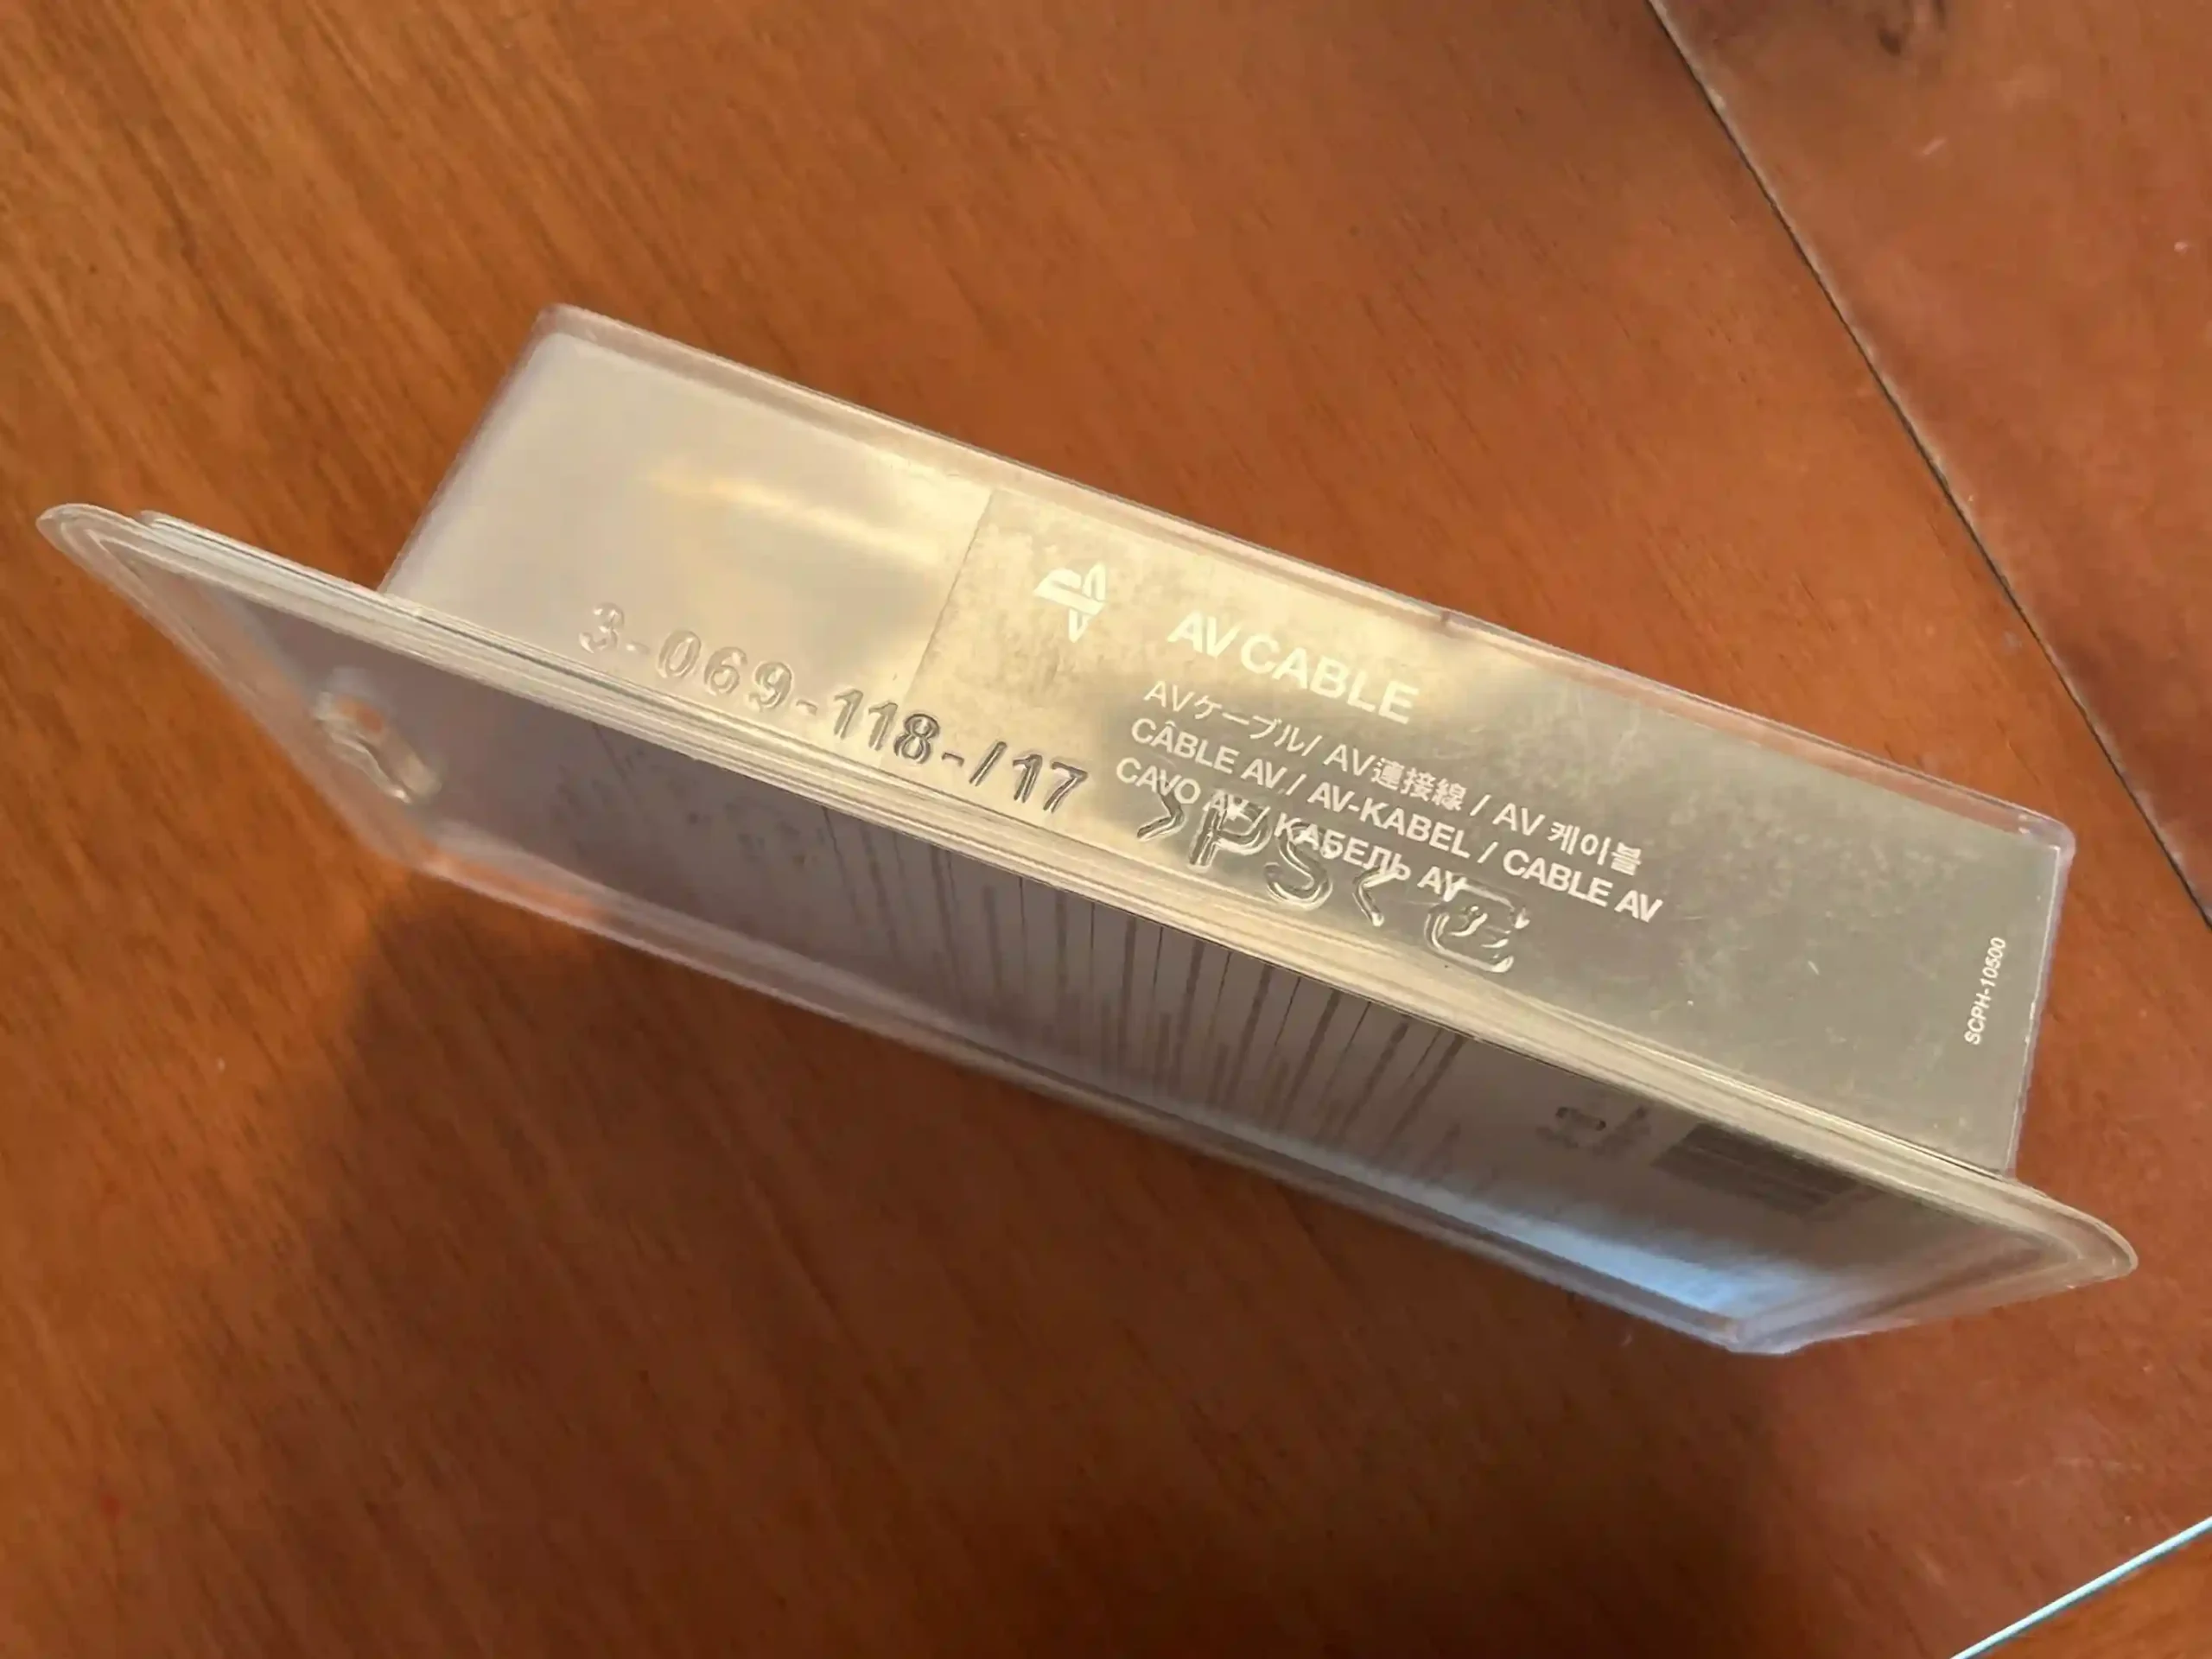 AV CABLE
AVケーブル/ AV連接線 / AV 케이블
CÂBLE AV / AV-KABEL / CABLE AV
CAVO AV / КАБЕЛЬ AV
3-069-118-/17
>PS<
SCPH-10500